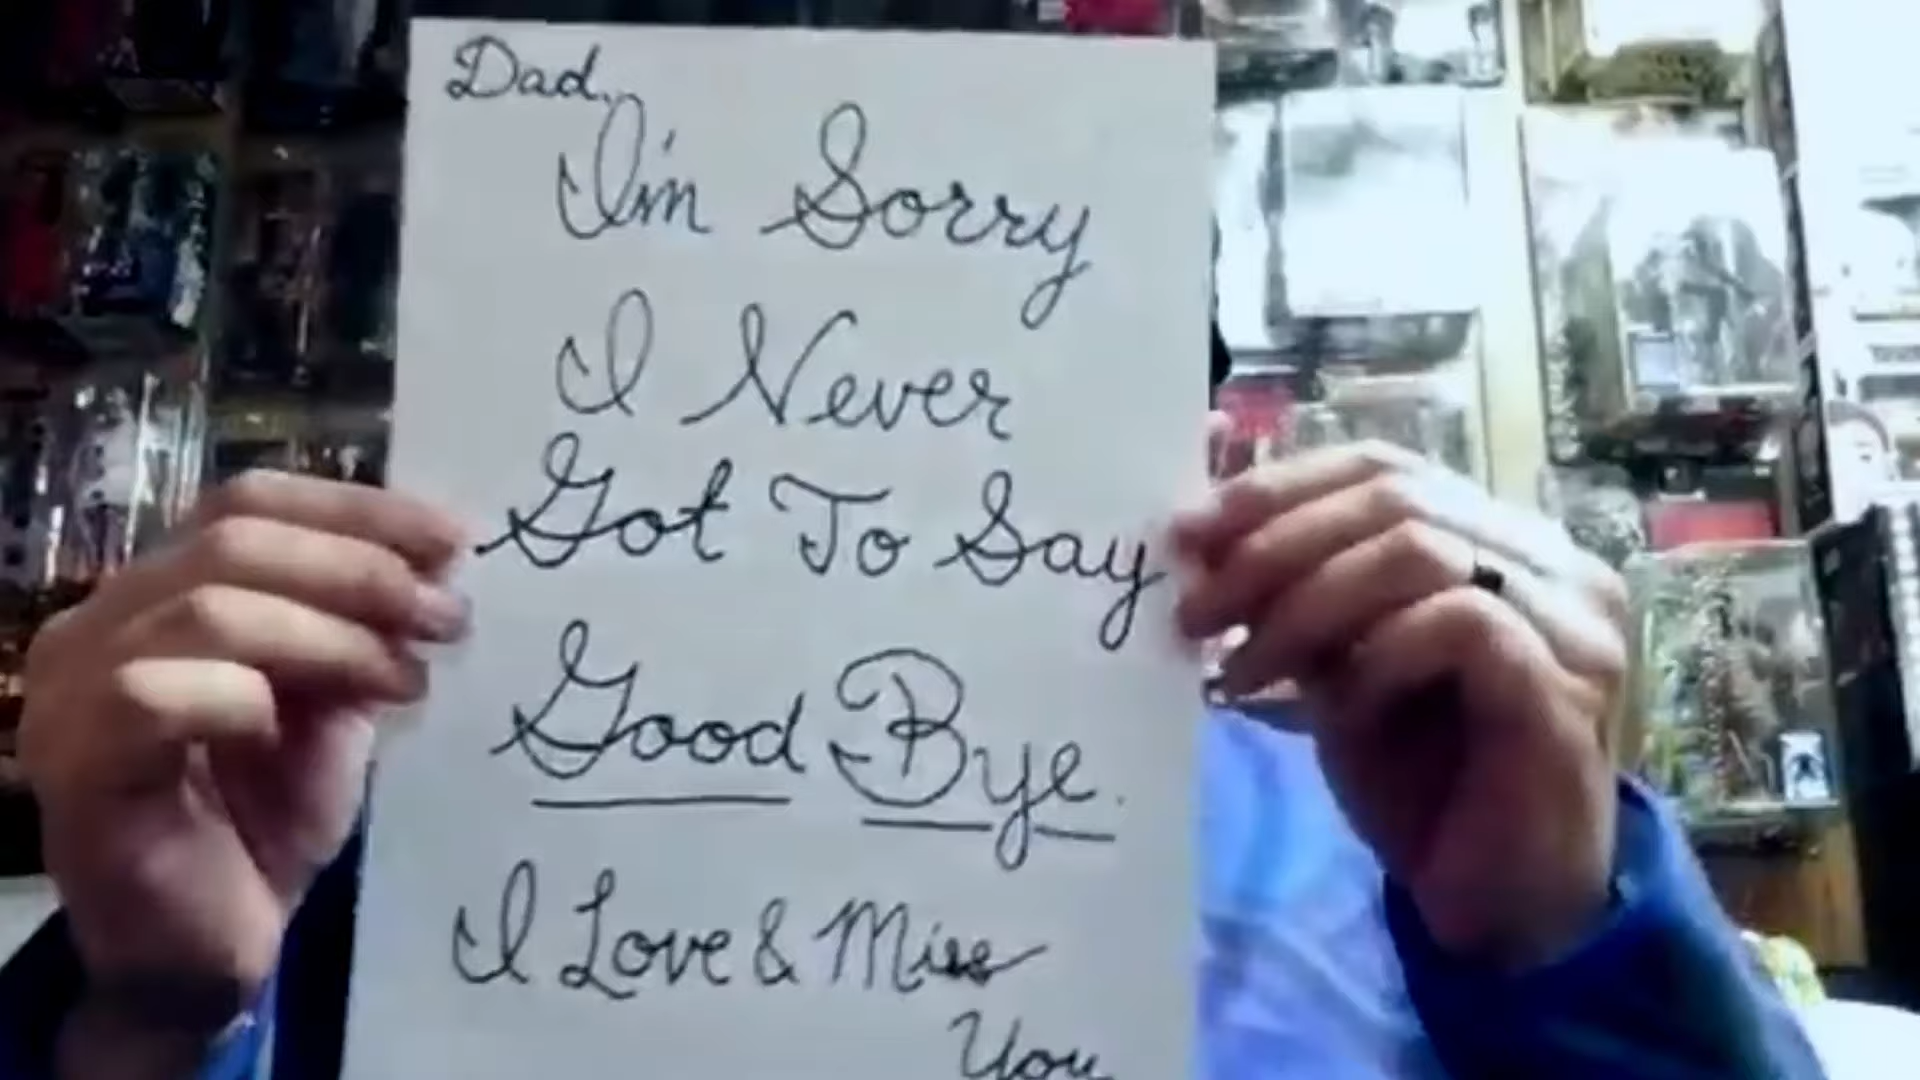 Dad...
I'm Sorry
I Never
Got To Say
Good Bye.
I Love & Miss
You